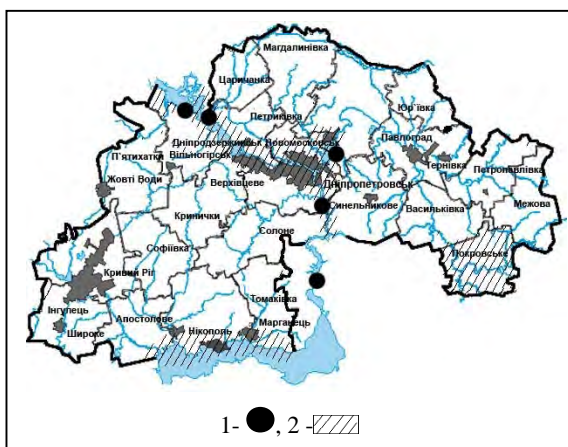 Магдалинівка
Царичанка
Юр'ївка
Петриківка
Павлоград
Дніпродзержинськ Новомосковськ
П'ятихатки
Вільногірськ
Тернівка
Петропавлівка
Жовті Води
Верхівцеве
Дніпропетровськ
Межова
Синельникове
Васильківка
Кринички
Солоне
Покровське
Софіївка
Кривий Ріг
Томаківка
Інгулець
Апостолове
Марганець
Широке
Нікополь
1- , 2 -